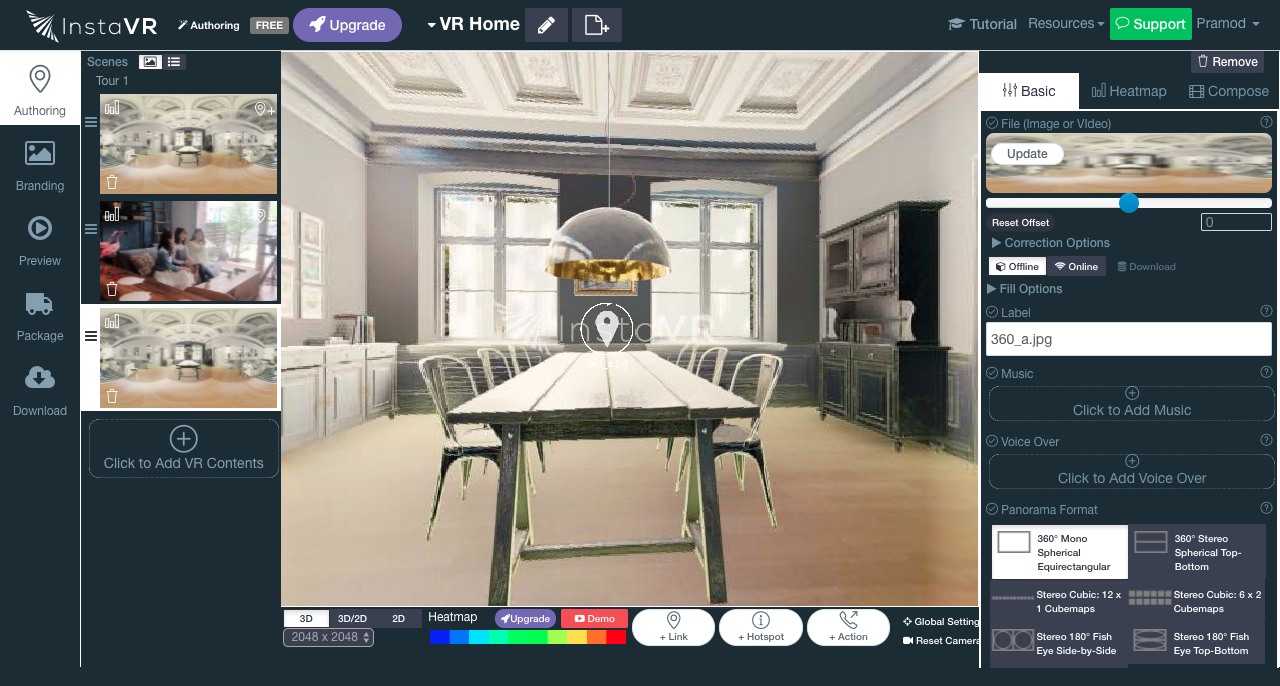 InstaVR
Authoring
FREE
Upgrade
VR Home
Tutorial
Resources
Support
Pramod
Authoring
Branding
Preview
Package
Download
Scenes
Tour 1
Click to Add VR Contents
InstaVR
3D
3D/2D
2D
2048 x 2048
Heatmap
Upgrade
Demo
+ Link
+ Hotspot
+ Action
Global Setting
Reset Camera
Remove
Basic
Heatmap
Compose
File (Image or VIdeo)
Update
Reset Offset
0
Correction Options
Offline
Online
Download
Fill Options
Label
360_a.jpg
Music
Click to Add Music
Voice Over
Click to Add Voice Over
Panorama Format
360° Mono
Spherical
Equirectangular
360° Stereo
Spherical Top-
Bottom
Stereo Cubic: 12 x
1 Cubemaps
Stereo Cubic: 6 x 2
Cubemaps
Stereo 180° Fish
Eye Side-by-Side
Stereo 180° Fish
Eye Top-Bottom